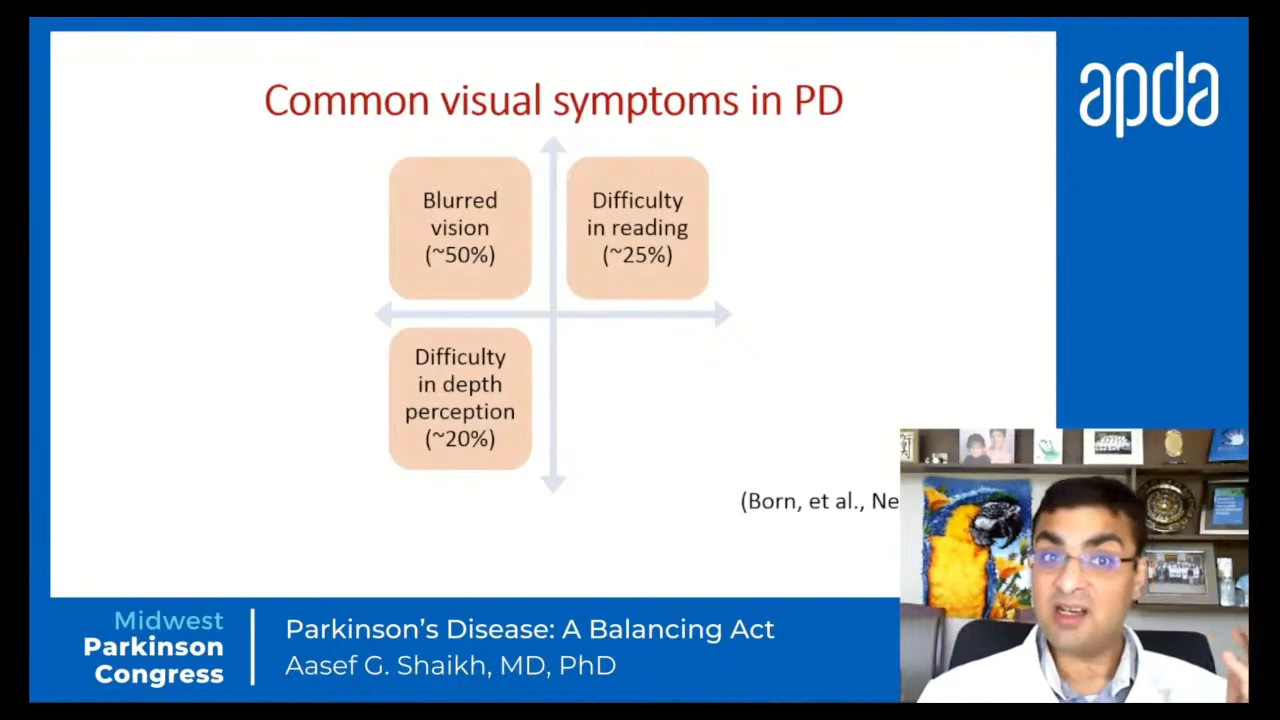 Common visual symptoms in PD
apda
Blurred
vision
(~50%)
Difficulty
in reading
(~25%)
Difficulty
in depth
perception
(~20%)
(Born, et al., Ne
Midwest
Parkinson
Congress
Parkinson's Disease: A Balancing Act
Aasef G. Shaikh, MD, PhD